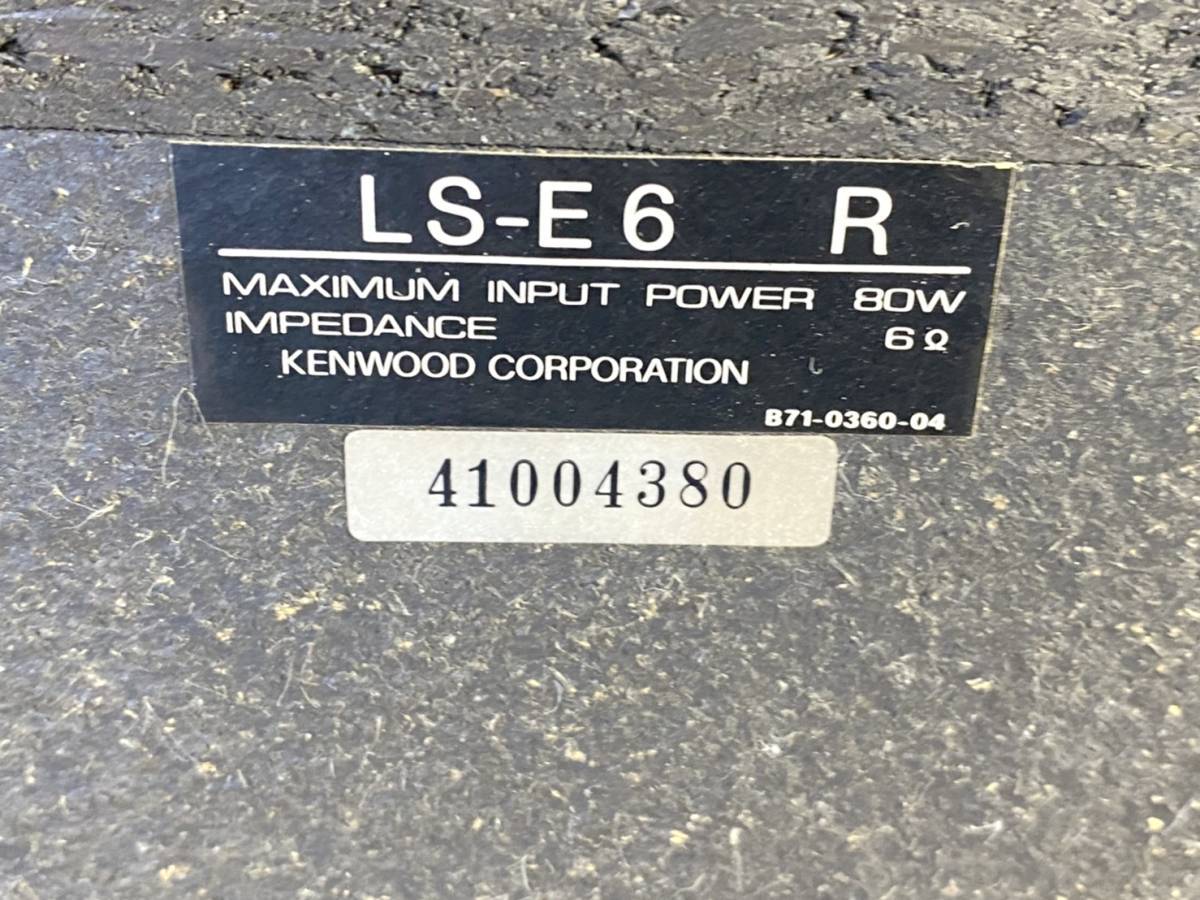 LS-E6 R
MAXIMUM INPUT POWER 80W
IMPEDANCE 6Ω
KENWOOD CORPORATION
B71-0360-04
41004380